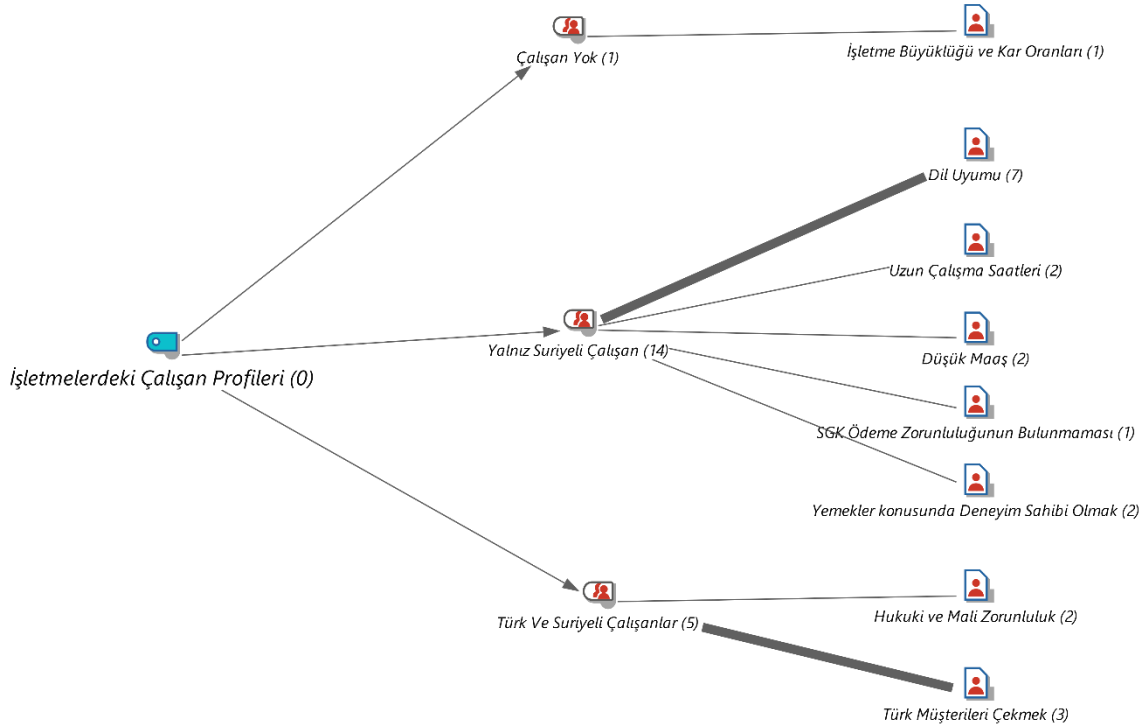 Çalışan Yok (1)
İşletme Büyüklüğü ve Kar Oranları (1)
Dil Uyumu (7)
Uzun Çalışma Saatleri (2)
Yalnız Suriyeli Çalışan (14)
Düşük Maaş (2)
İşletmelerdeki Çalışan Profileri (0)
SGK Ödeme Zorunluluğunun Bulunmaması (1)
Yemekler konusunda Deneyim Sahibi Olmak (2)
Hukuki ve Mali Zorunluluk (2)
Türk Ve Suriyeli Çalışanlar (5)
Türk Müşterileri Çekmek (3)